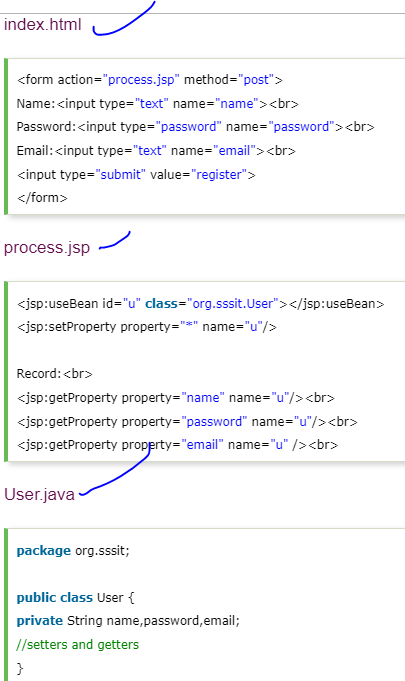 index.html
<form action="process.jsp" method="post">
Name:<input type="text" name="name"><br>
Password:<input type="password" name="password"><br>
Email:<input type="text" name="email"><br>
<input type="submit" value="register">
</form>
process.jsp
<jsp:useBean id="u" class="org.sssit.User"></jsp:useBean>
<jsp:setProperty property="*" name="u"/>
Record:<br>
<jsp:getProperty property="name" name="u"/><br>
<jsp:getProperty property="password" name="u"/><br>
<jsp:getProperty property="email" name="u" /><br>
User.java
package org.sssit;
public class User {
private String name,password,email;
//setters and getters
}